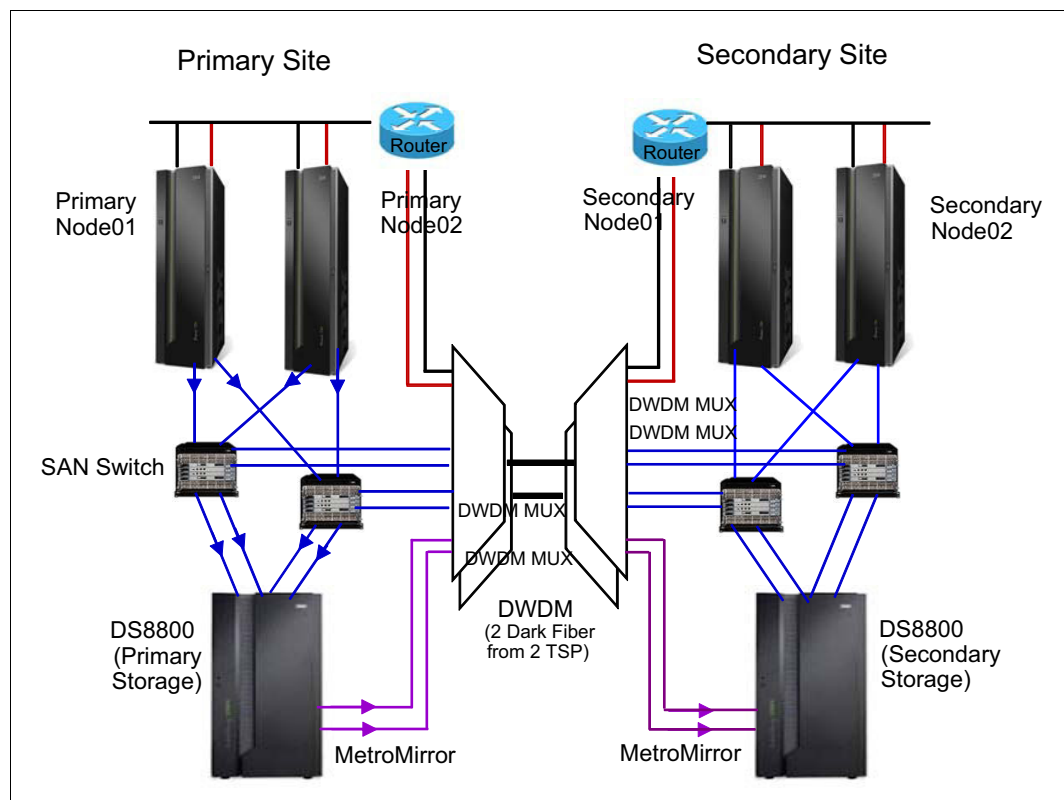 Primary Site
Secondary Site
Router
Router
Primary
Node01
Primary
Node02
Secondary
Node01
Secondary
Node02
DWDM MUX
DWDM MUX
SAN Switch
DWDM MUX
DWDM MUX
DWDM
(2 Dark Fiber
from 2 TSP)
DS8800
(Primary
Storage)
DS8800
(Secondary
Storage)
MetroMirror
MetroMirror